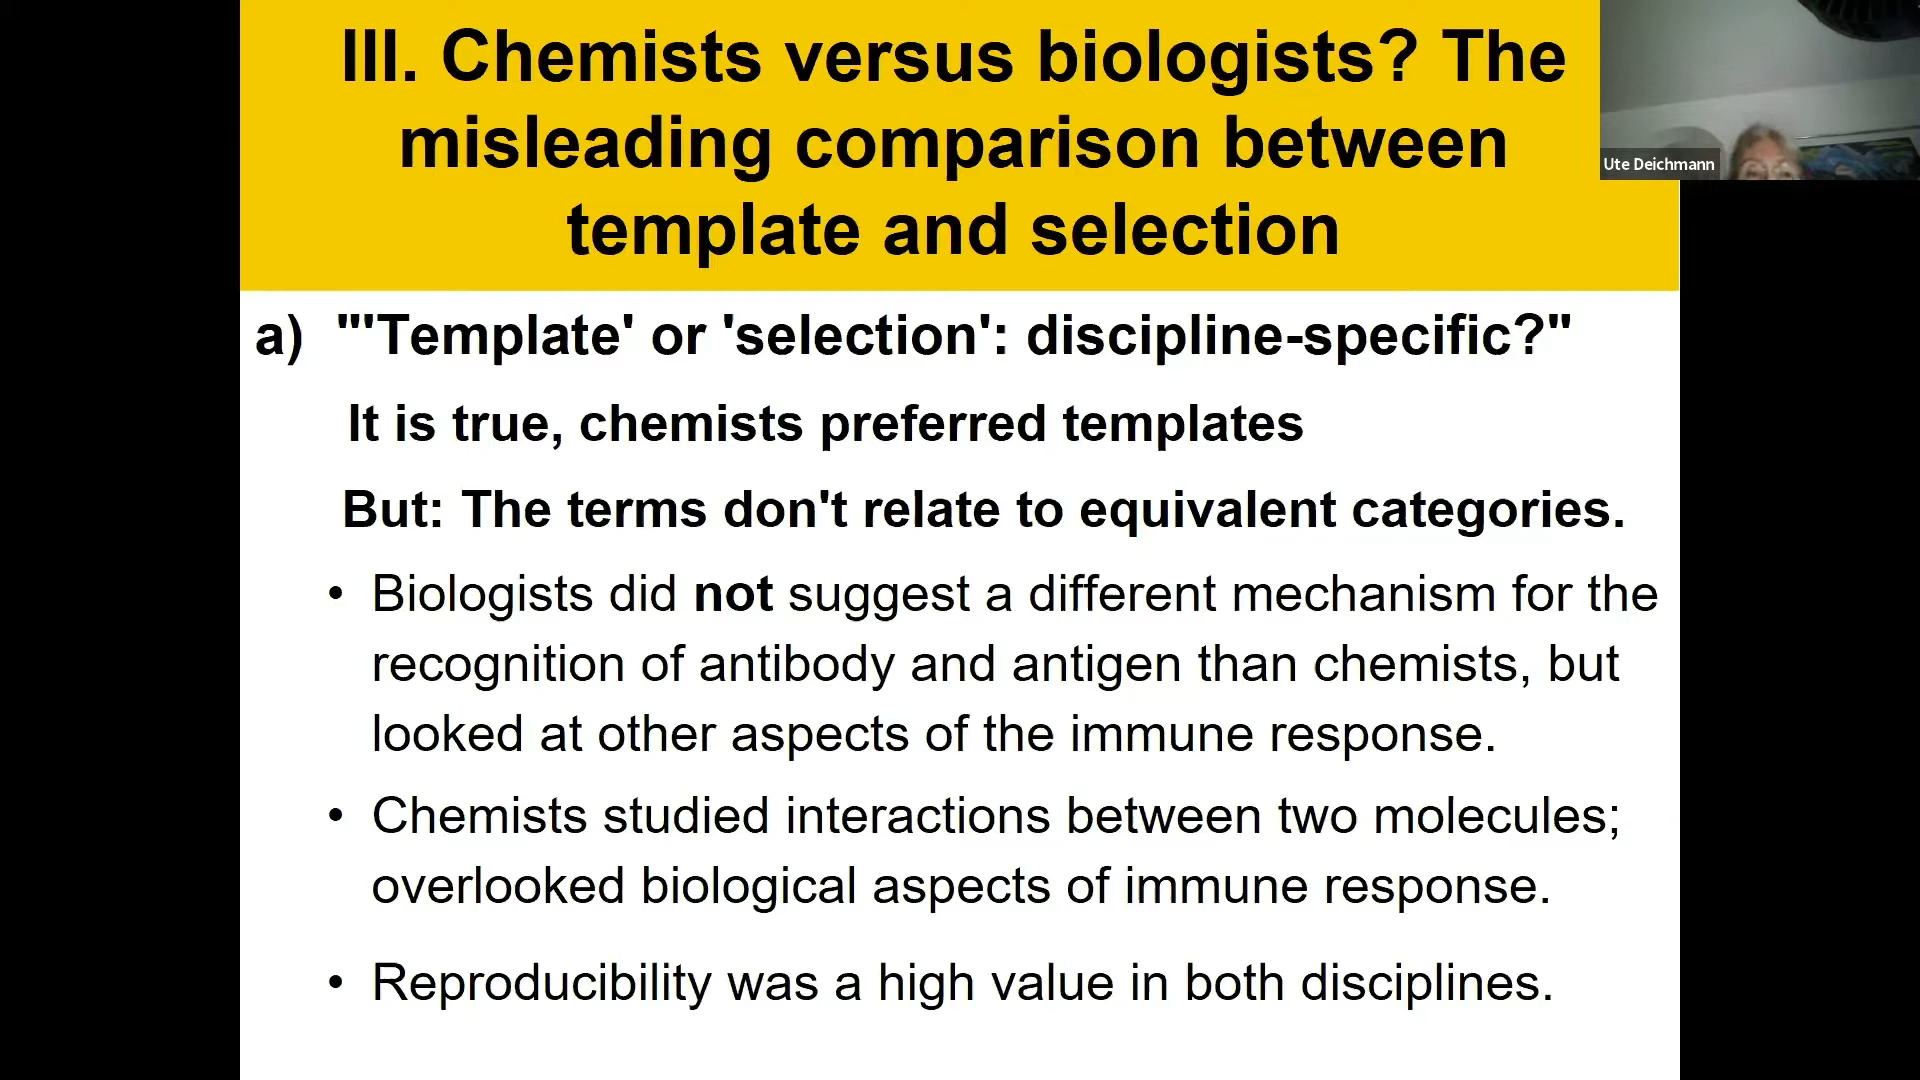 III. Chemists versus biologists? The
misleading comparison between
template and selection
Ute Deichmann
a) "'Template' or 'selection': discipline-specific?"
It is true, chemists preferred templates
But: The terms don't relate to equivalent categories.
• Biologists did not suggest a different mechanism for the
recognition of antibody and antigen than chemists, but
looked at other aspects of the immune response.
• Chemists studied interactions between two molecules;
overlooked biological aspects of immune response.
• Reproducibility was a high value in both disciplines.